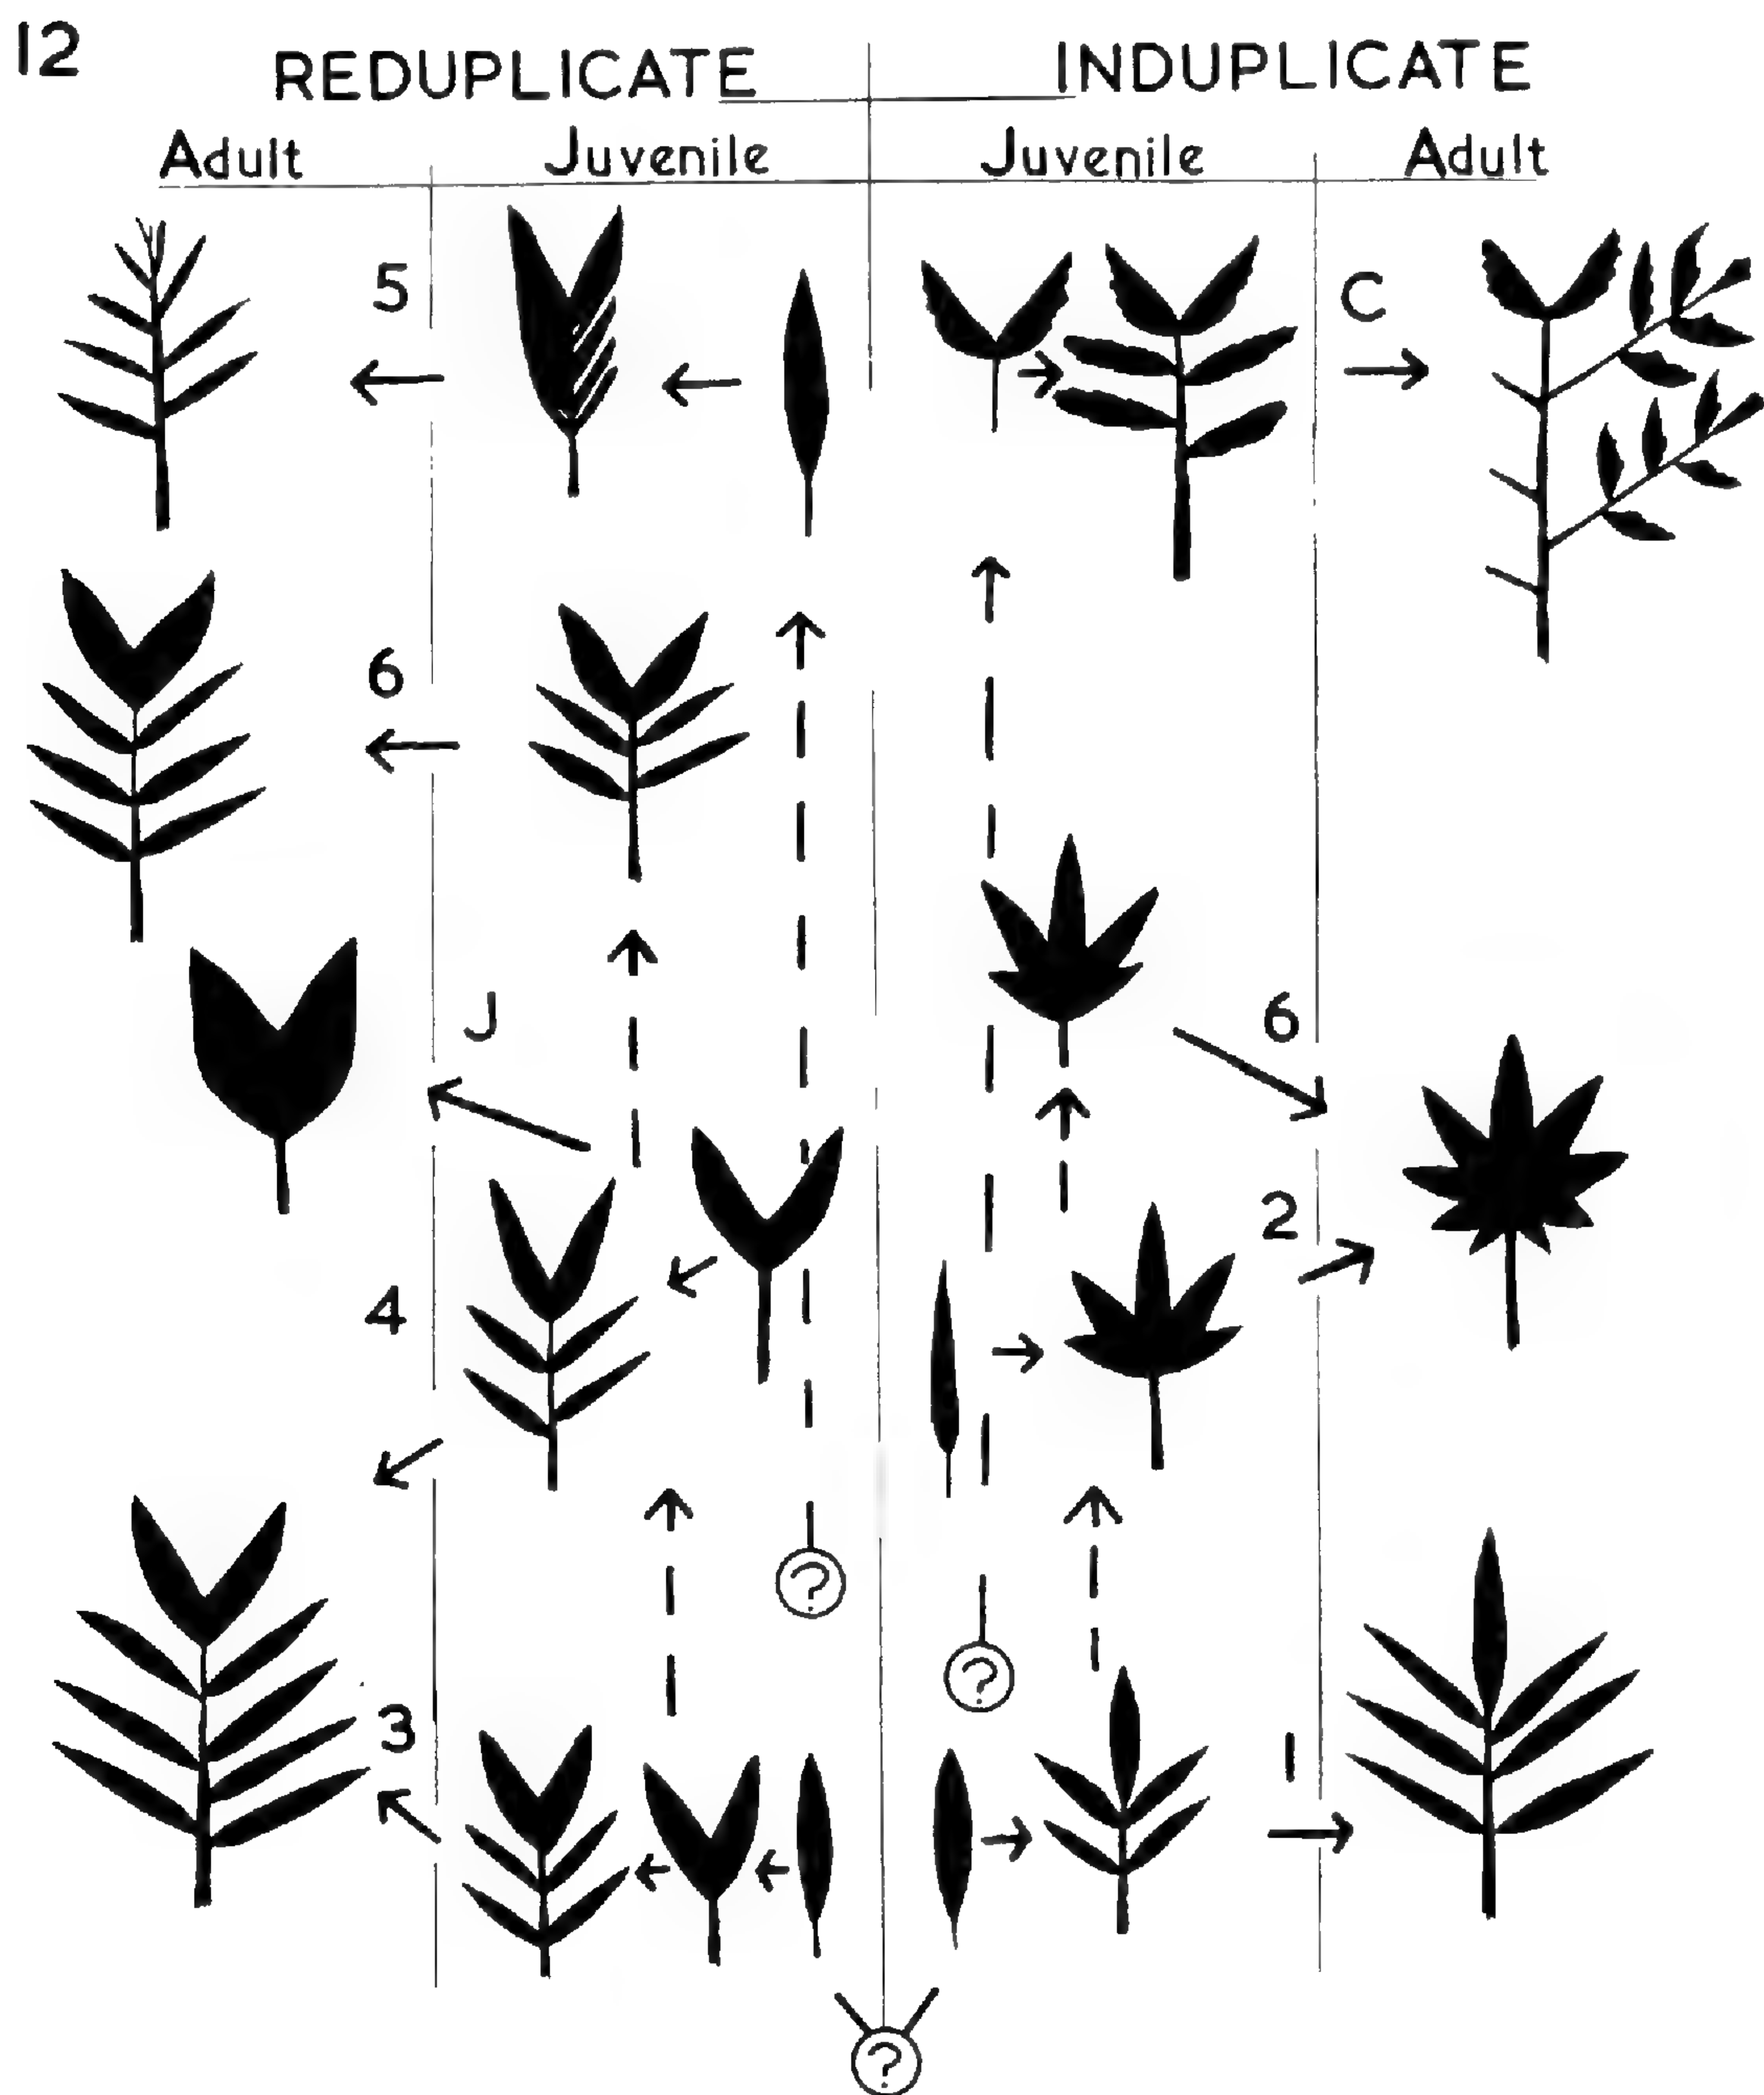 12
REDUPLICATE INDUPLICATE
Adult Juvenile Juvenile Adult
5 C
6
J 6
2
4
?
?
3 1
?